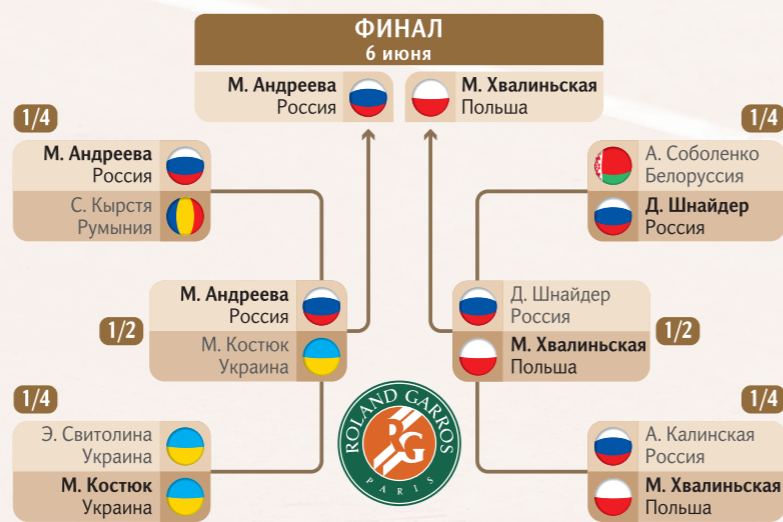 ФИНАЛ
6 июня
М. Андреева
Россия
М. Хвалиньская
Польша
1/4
М. Андреева
Россия
С. Кырстя
Румыния
1/4
А. Соболенко
Белоруссия
Д. Шнайдер
Россия
1/2
М. Андреева
Россия
М. Костюк
Украина
Д. Шнайдер
Россия
М. Хвалиньская
Польша
1/2
1/4
Э. Свитолина
Украина
М. Костюк
Украина
ROLAND GARROS
RG
PARIS
1/4
А. Калинская
Россия
М. Хвалиньская
Польша